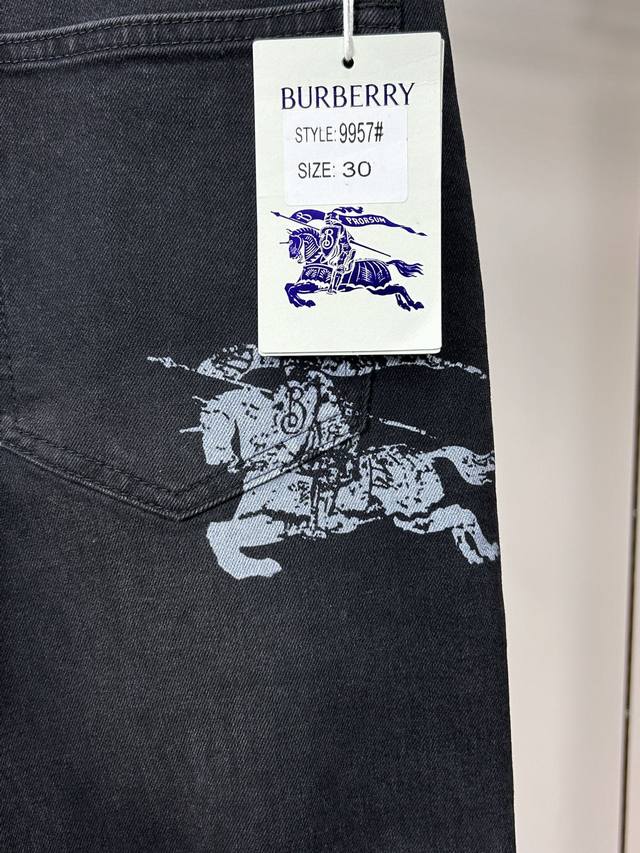 BURBERRY
STYLE: 9957#
SIZE: 30
PRORSUM
B
B